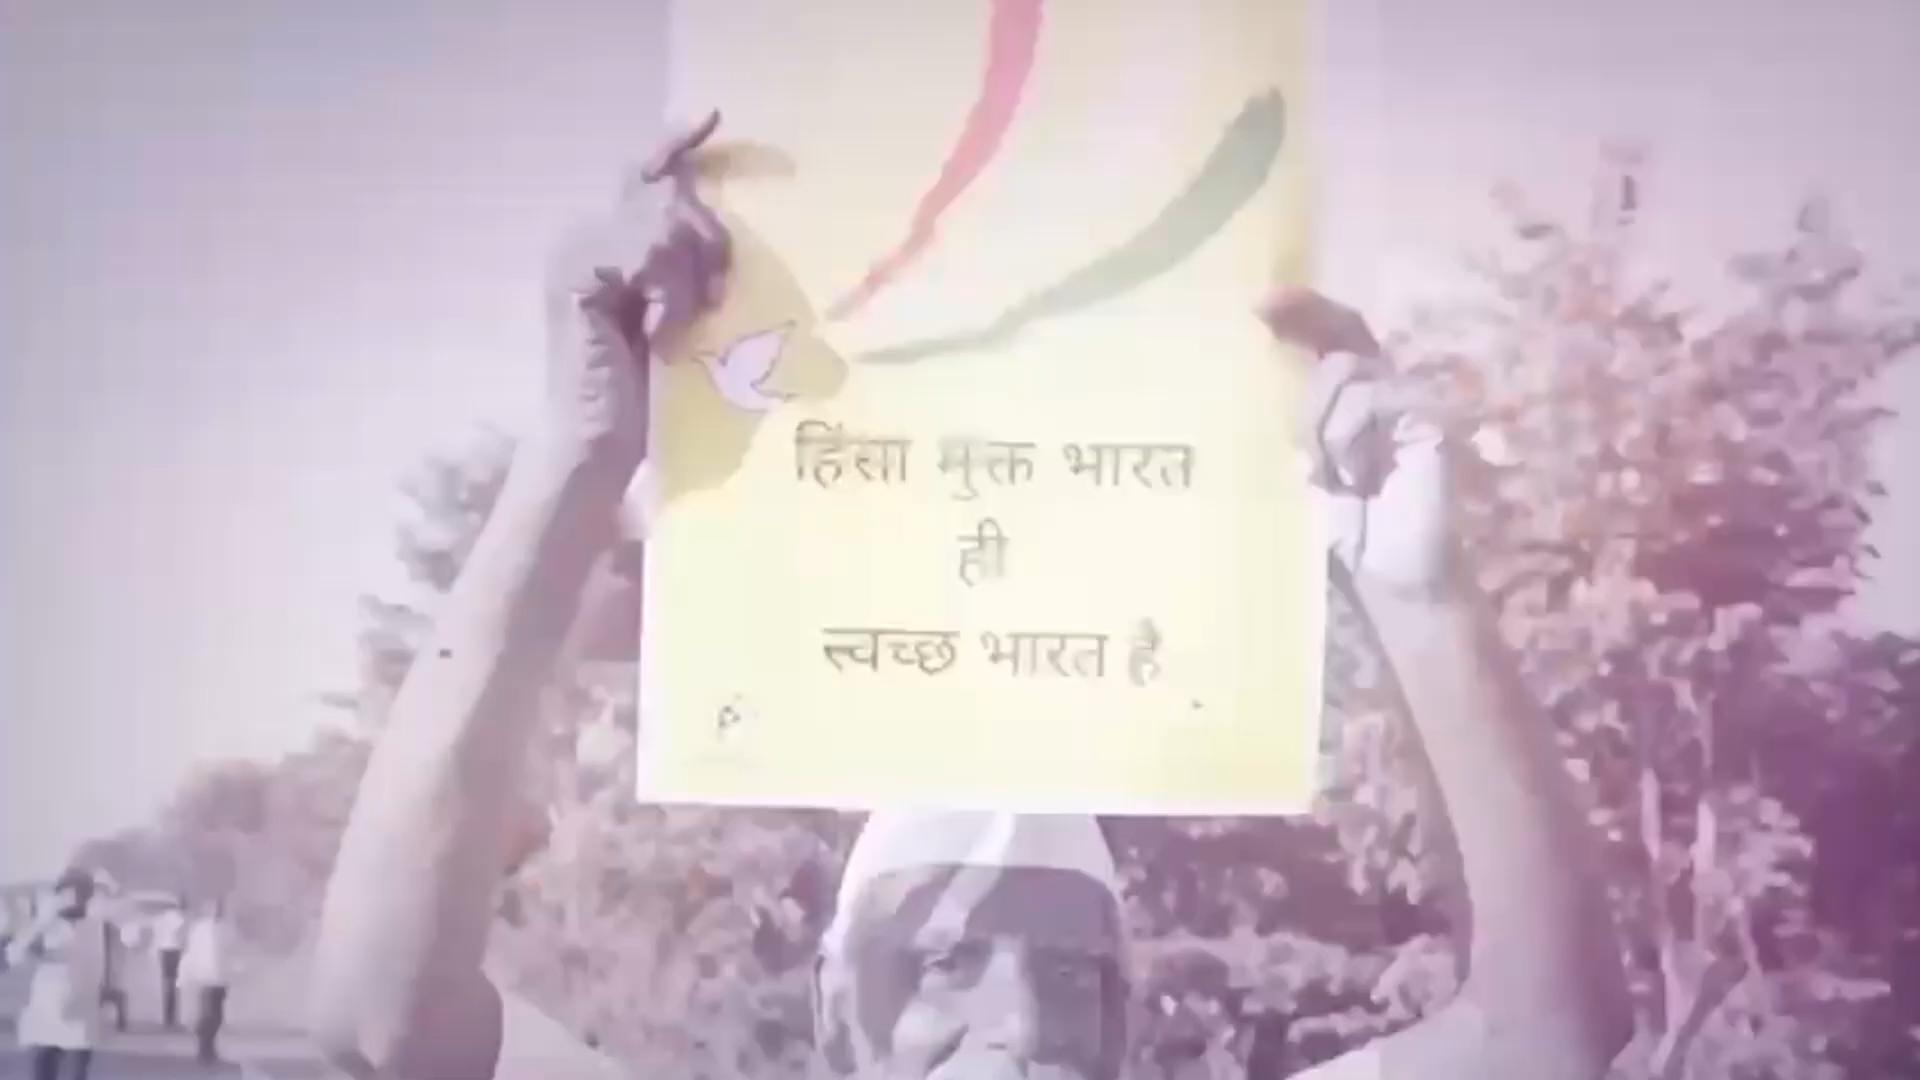 हिंसा मुक्त भारत
ही
स्वच्छ भारत है